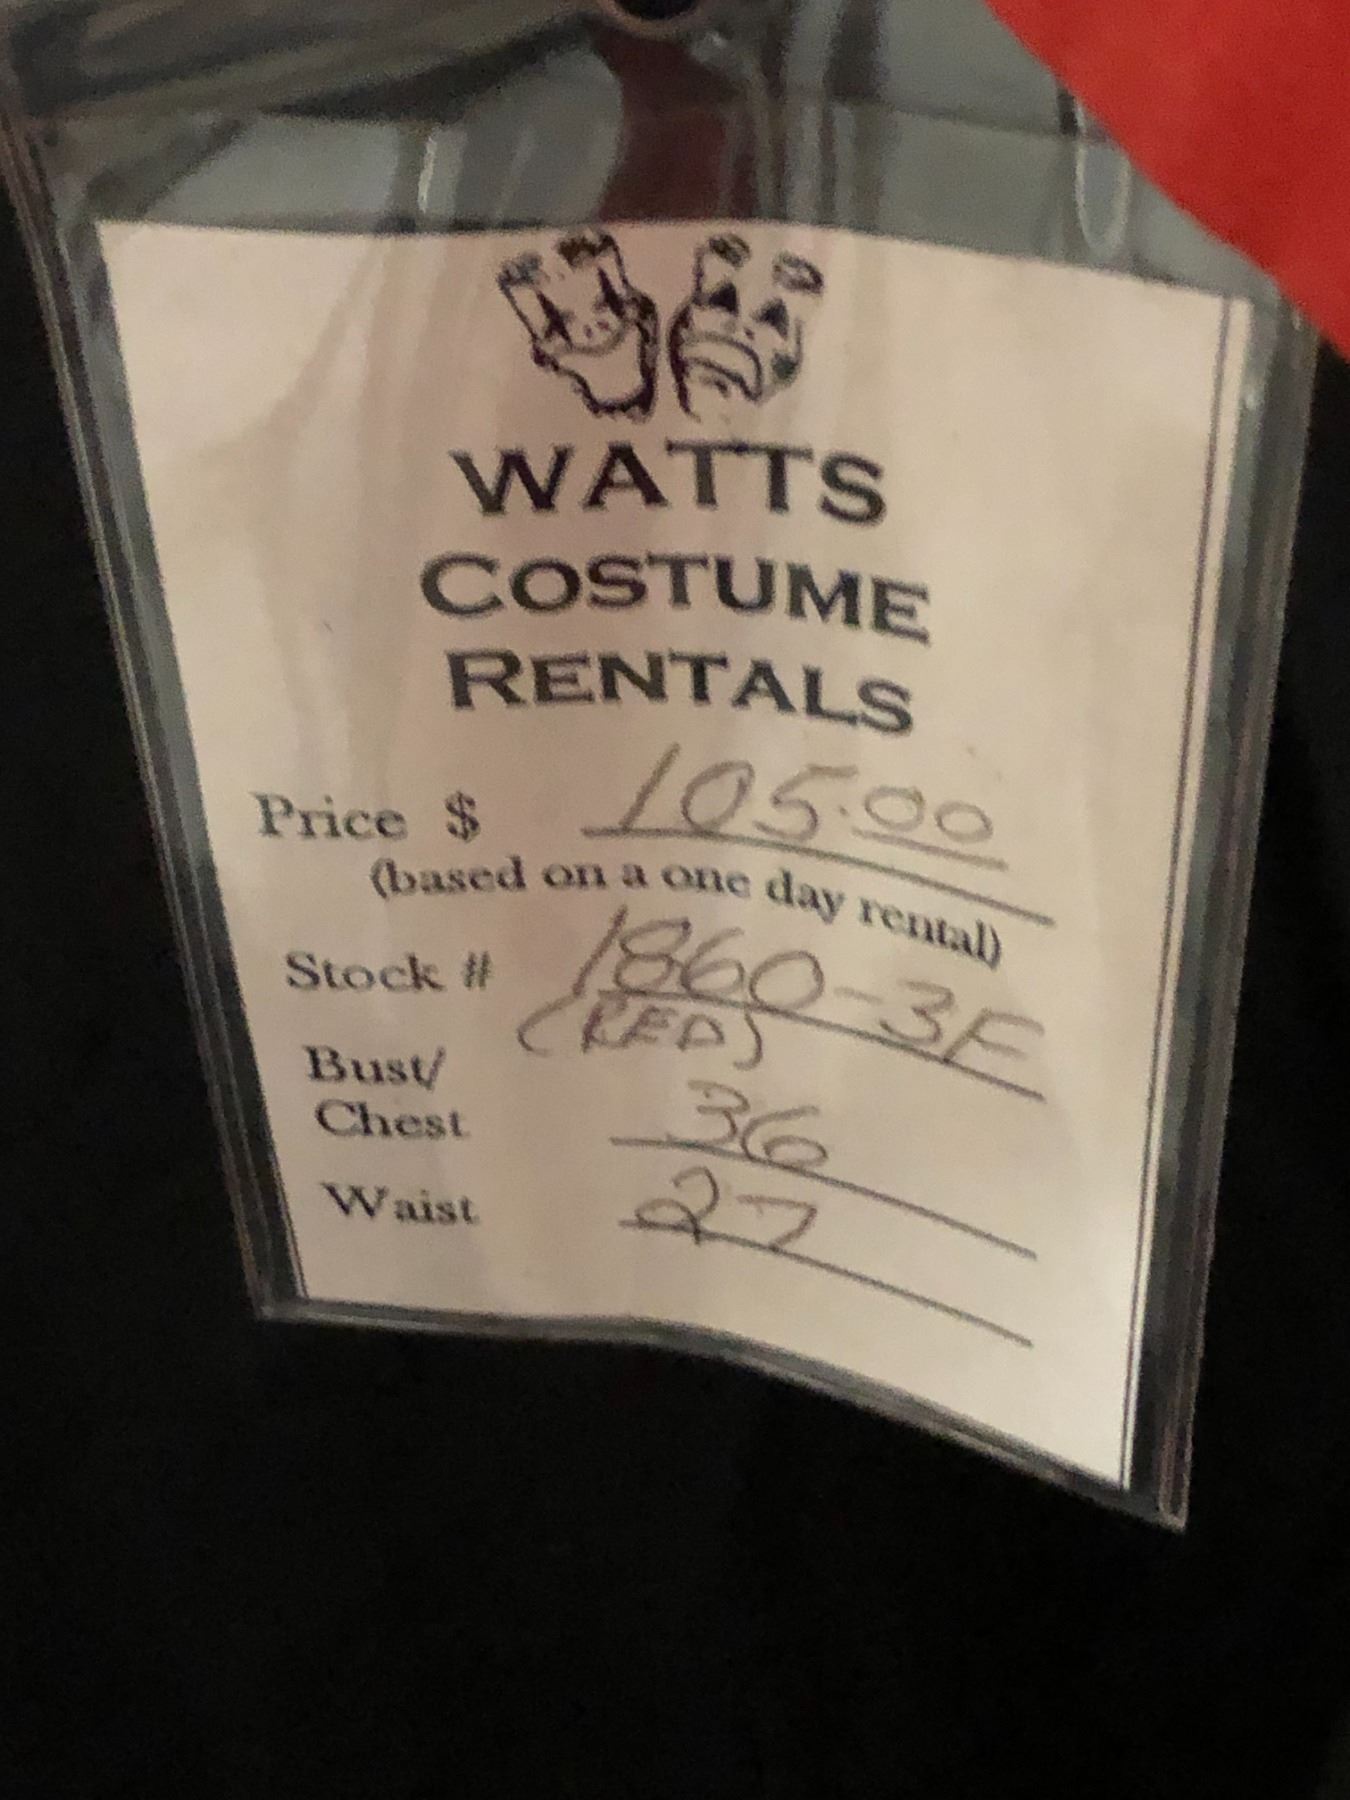 WATTS
COSTUME
RENTALS
Price $ 105.00
(based on a one day rental)
Stock # 1860-3F
(RED)
Bust/
Chest 36
Waist 27